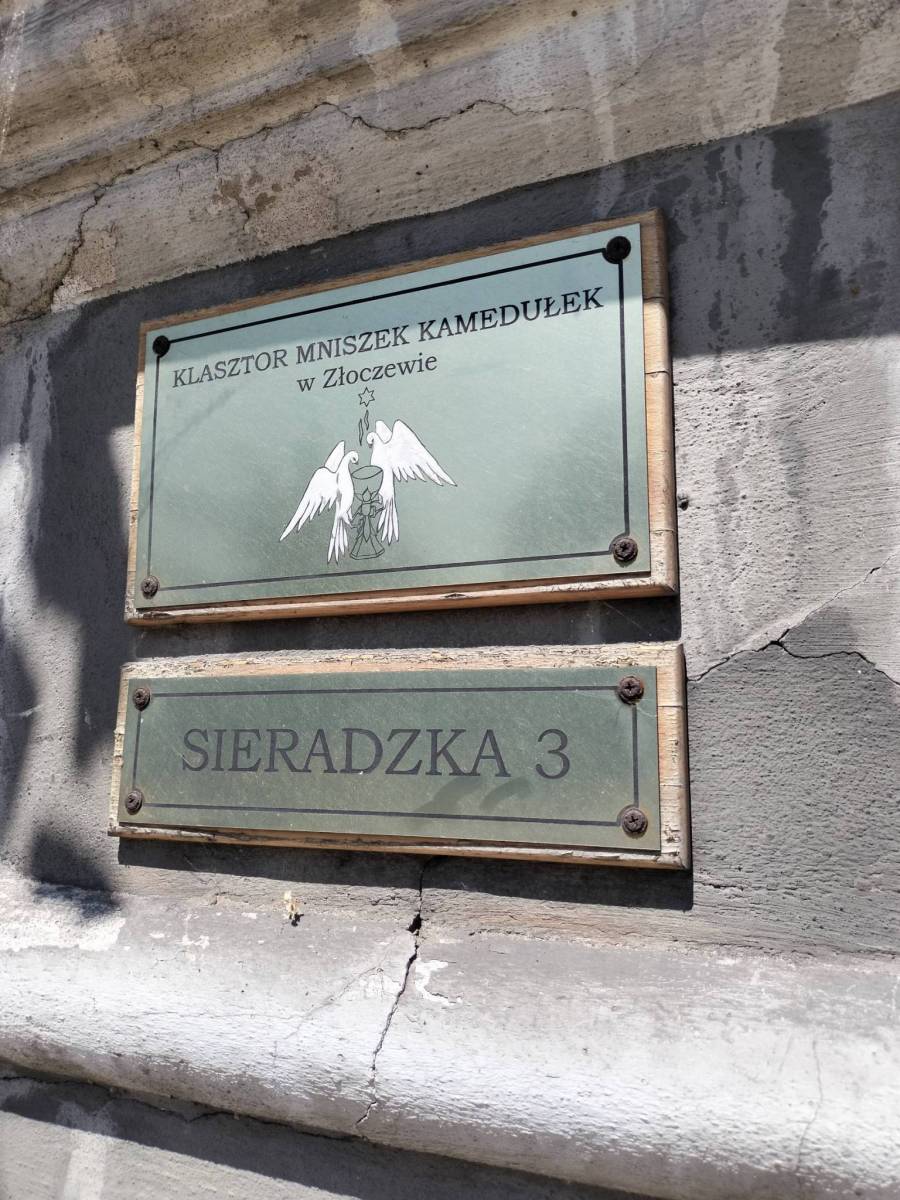 KLASZTOR MNISZEK KAMEDUŁEK
w Złoczewie
SIERADZKA 3